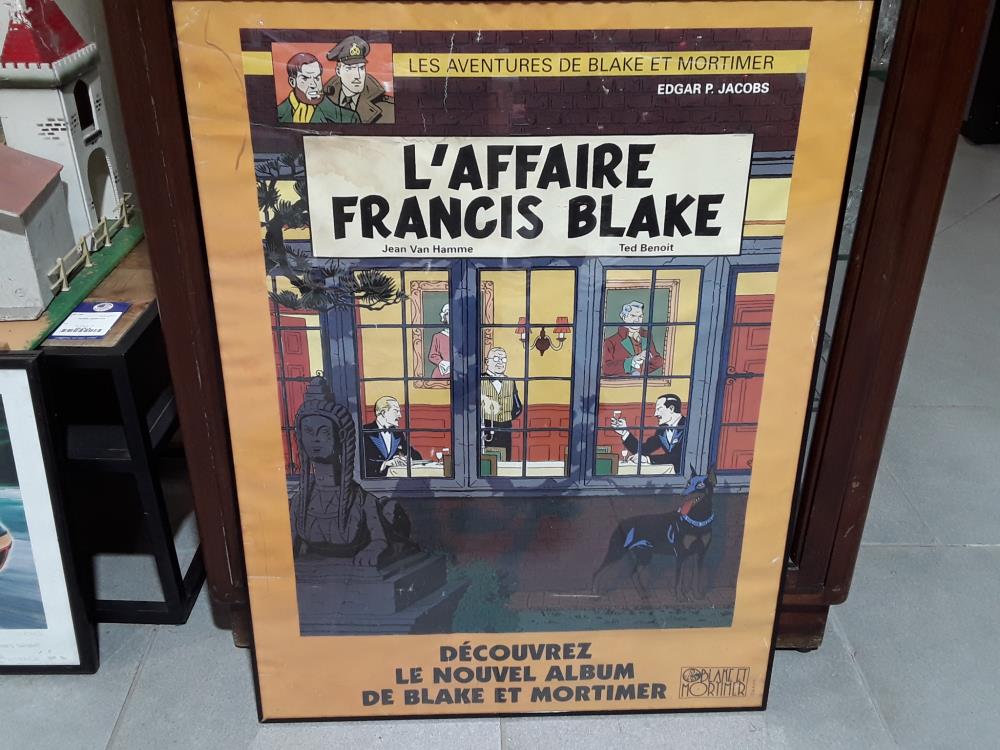 LES AVENTURES DE BLAKE ET MORTIMER
EDGAR P. JACOBS
L'AFFAIRE
FRANCIS BLAKE
Jean Van Hamme
Ted Benoit
DÉCOUVREZ
LE NOUVEL ALBUM
DE BLAKE ET MORTIMER
BLAKE ET
MORTIMER